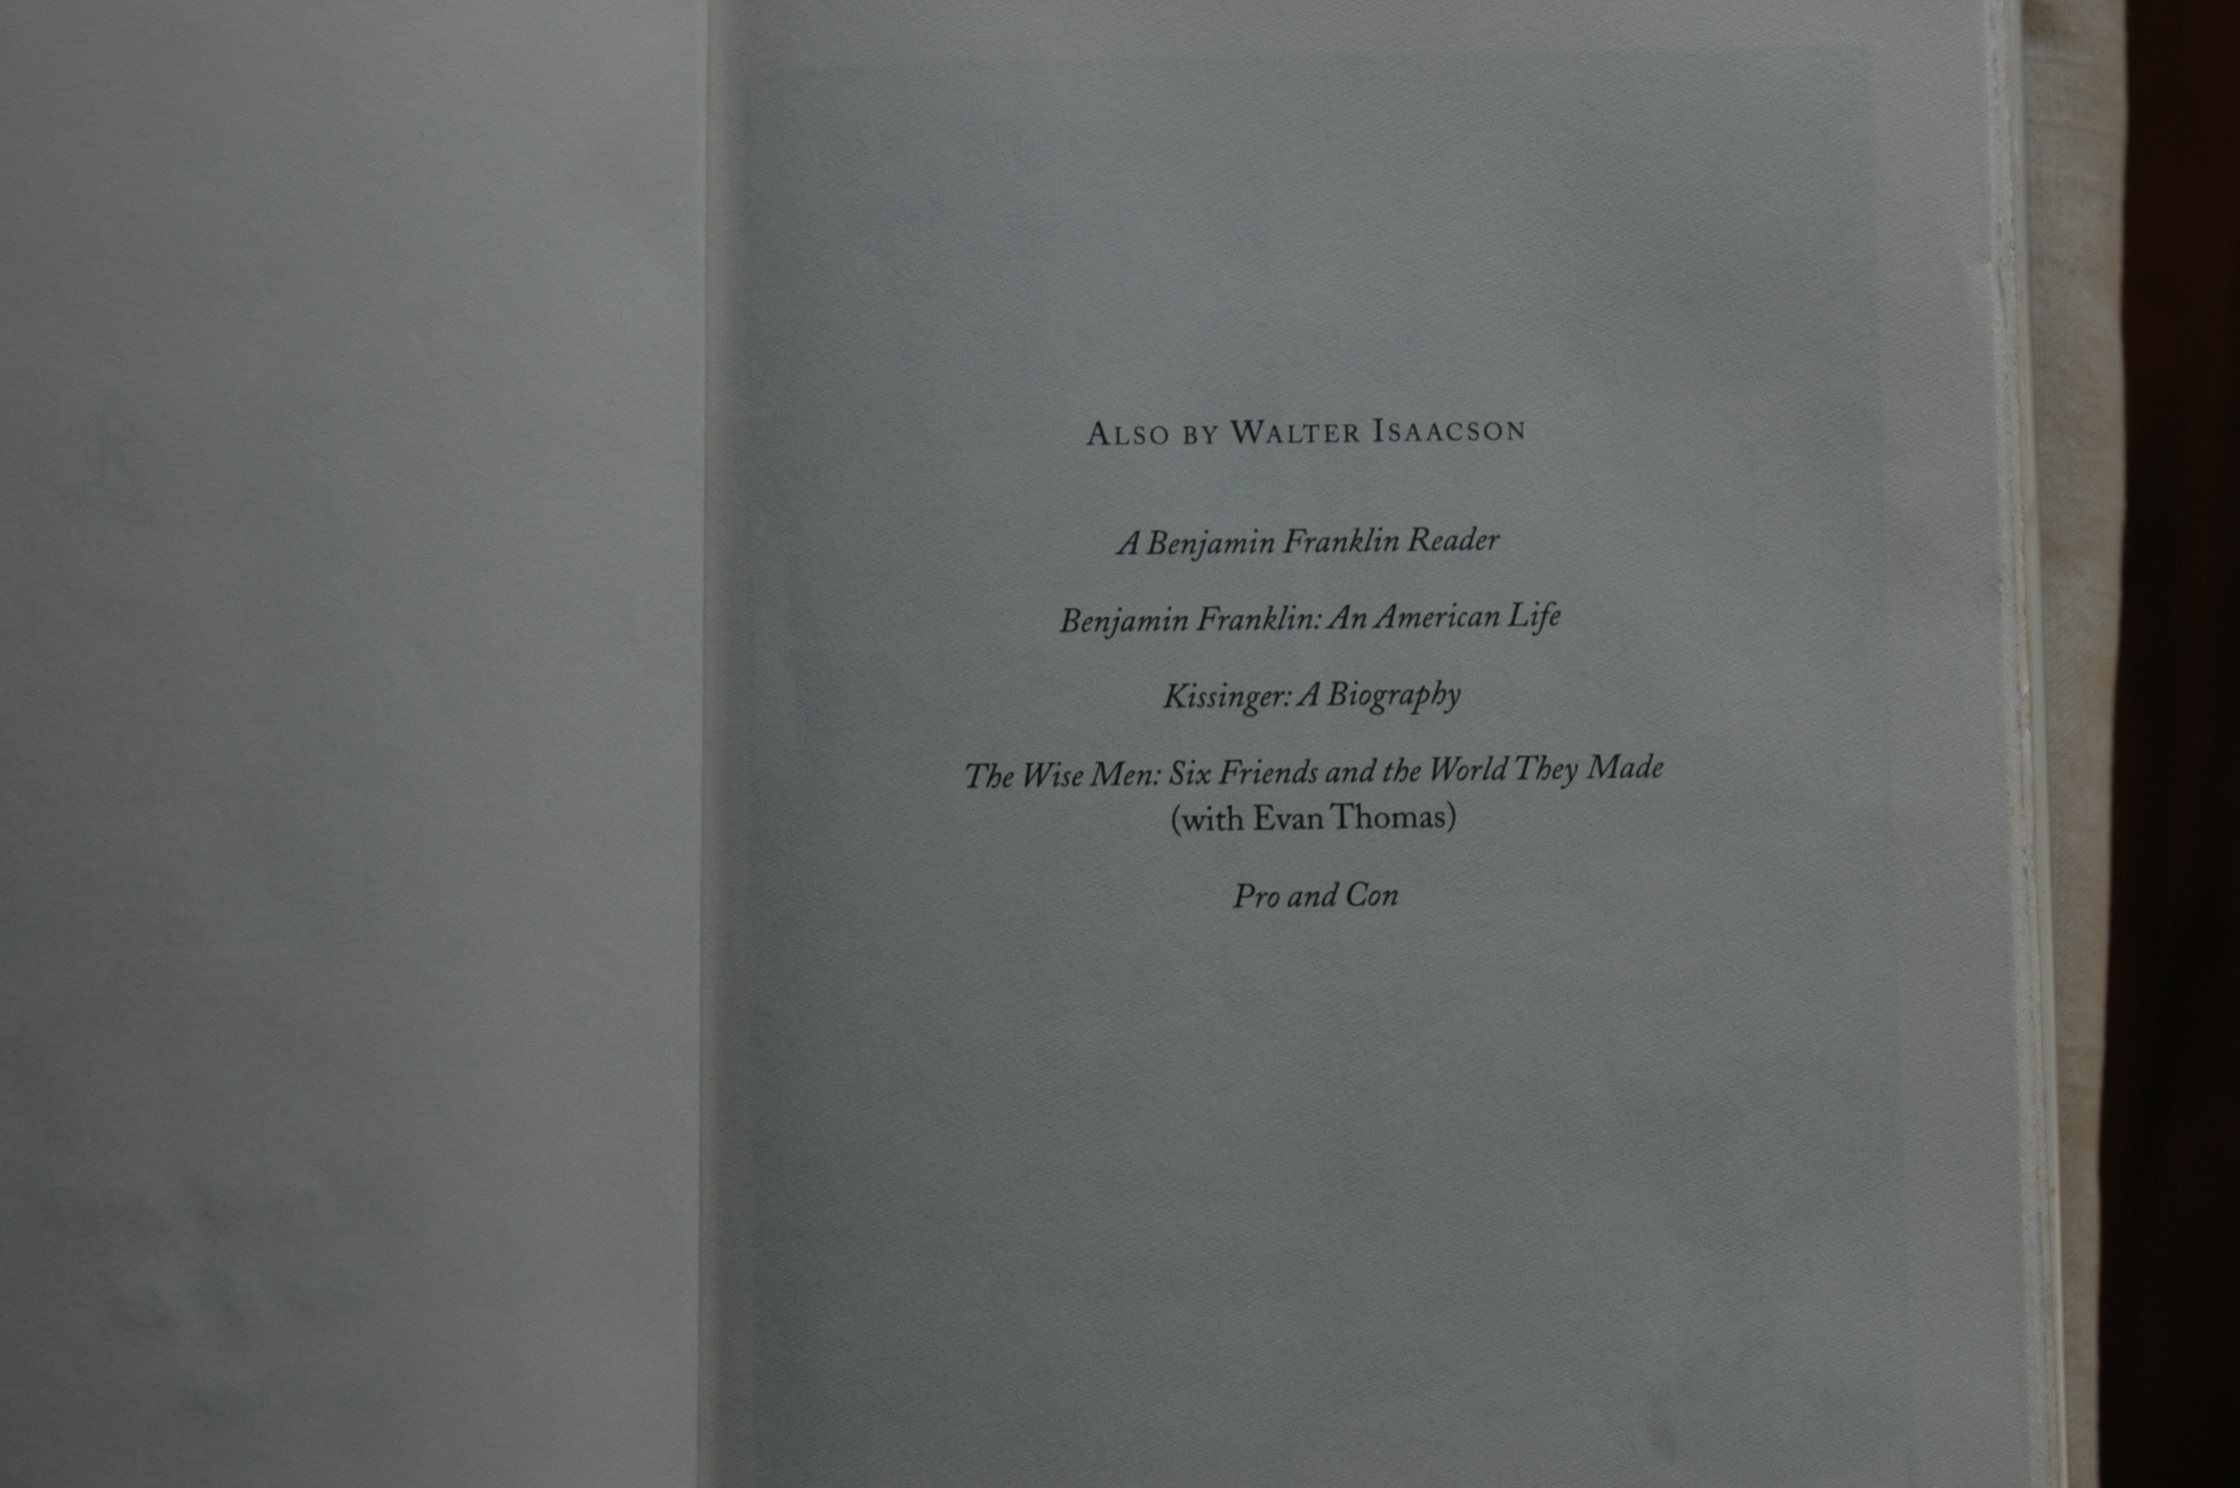 ALSO BY WALTER ISAACSON
A Benjamin Franklin Reader
Benjamin Franklin: An American Life
Kissinger: A Biography
The Wise Men: Six Friends and the World They Made
(with Evan Thomas)
Pro and Con